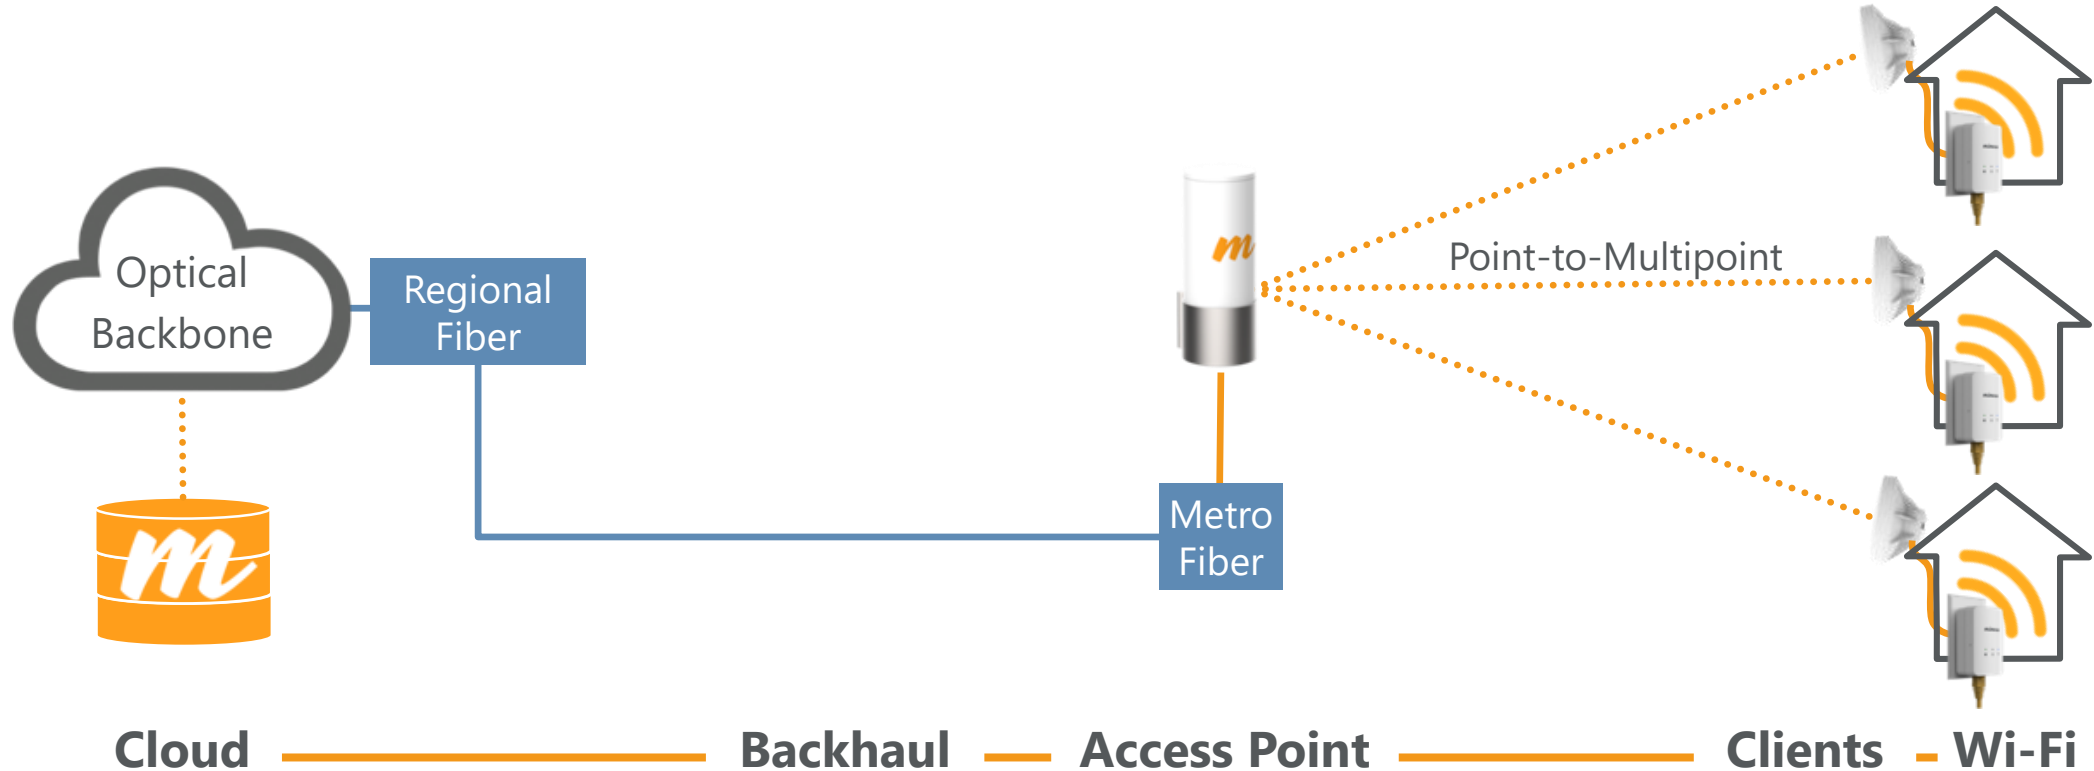 Optical
Backbone
Regional
Fiber
Point-to-Multipoint
Metro
Fiber
m
m
Cloud
Backhaul
Access Point
Clients
Wi-Fi